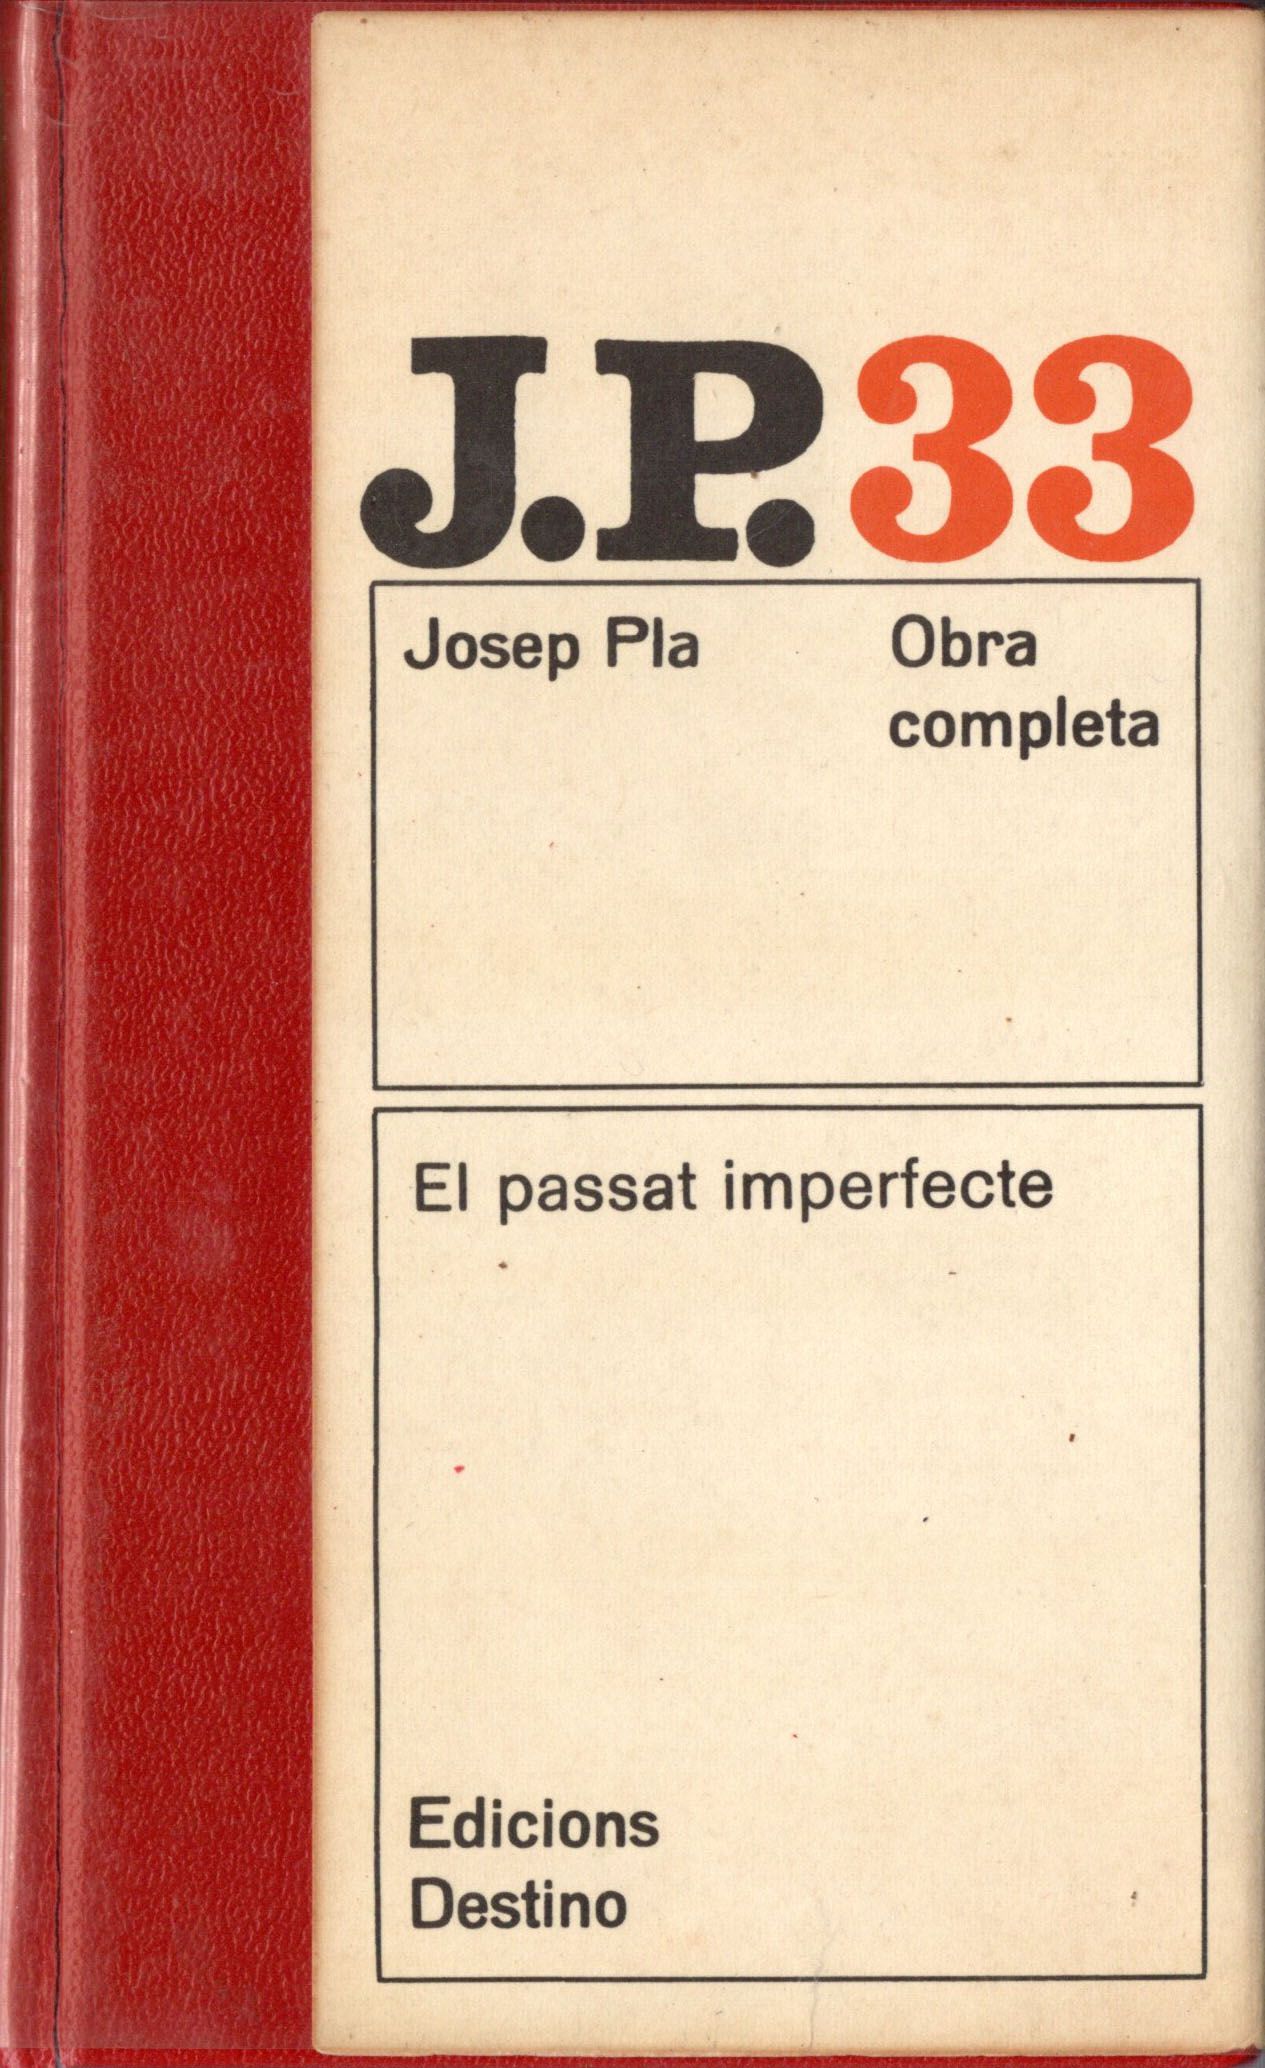 J.P.33
Josep Pla
Obra
completa
El passat imperfecte
Edicions
Destino